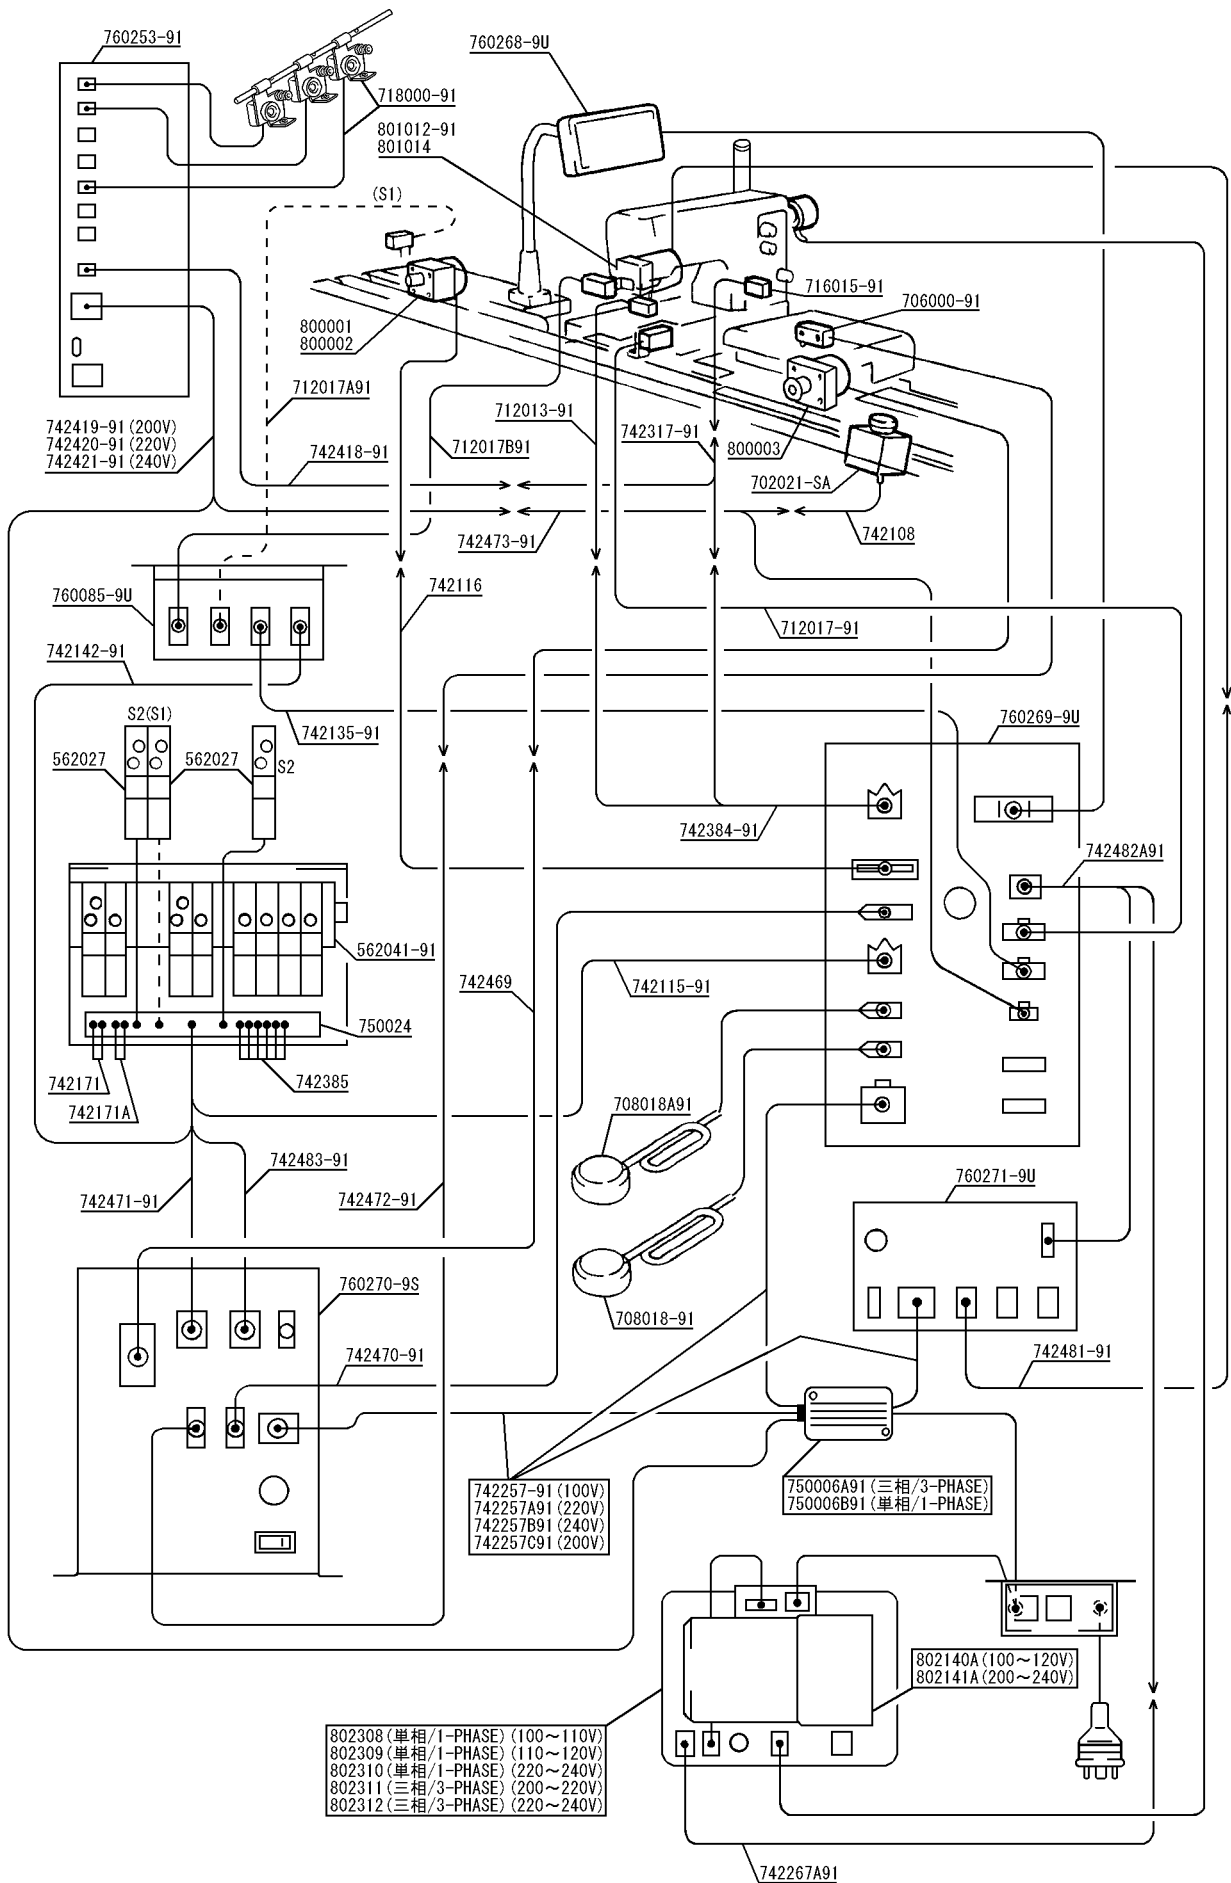 760253-91
760268-9U
718000-91
801012-91
801014
(S1)
716015-91
706000-91
800001
800002
712017A91
742419-91(200V)
742420-91(220V)
742421-91(240V)
742418-91
712017B91
712013-91
742317-91
800003
702021-SA
742473-91
742108
760085-9U
742116
712017-91
742142-91
S2(S1)
742135-91
760269-9U
562027
562027
S2
742384-91
742482A91
562041-91
742469
742115-91
750024
742171
742385
742171A
708018A91
742483-91
742471-91
742472-91
760271-9U
760270-9S
708018-91
742470-91
742481-91
742257-91(100V)
742257A91(220V)
742257B91(240V)
742257C91(200V)
750006A91(三相/3-PHASE)
750006B91(単相/1-PHASE)
802140A(100～120V)
802141A(200～240V)
802308(単相/1-PHASE)(100～110V)
802309(単相/1-PHASE)(110～120V)
802310(単相/1-PHASE)(220～240V)
802311(三相/3-PHASE)(200～220V)
802312(三相/3-PHASE)(220～240V)
742267A91